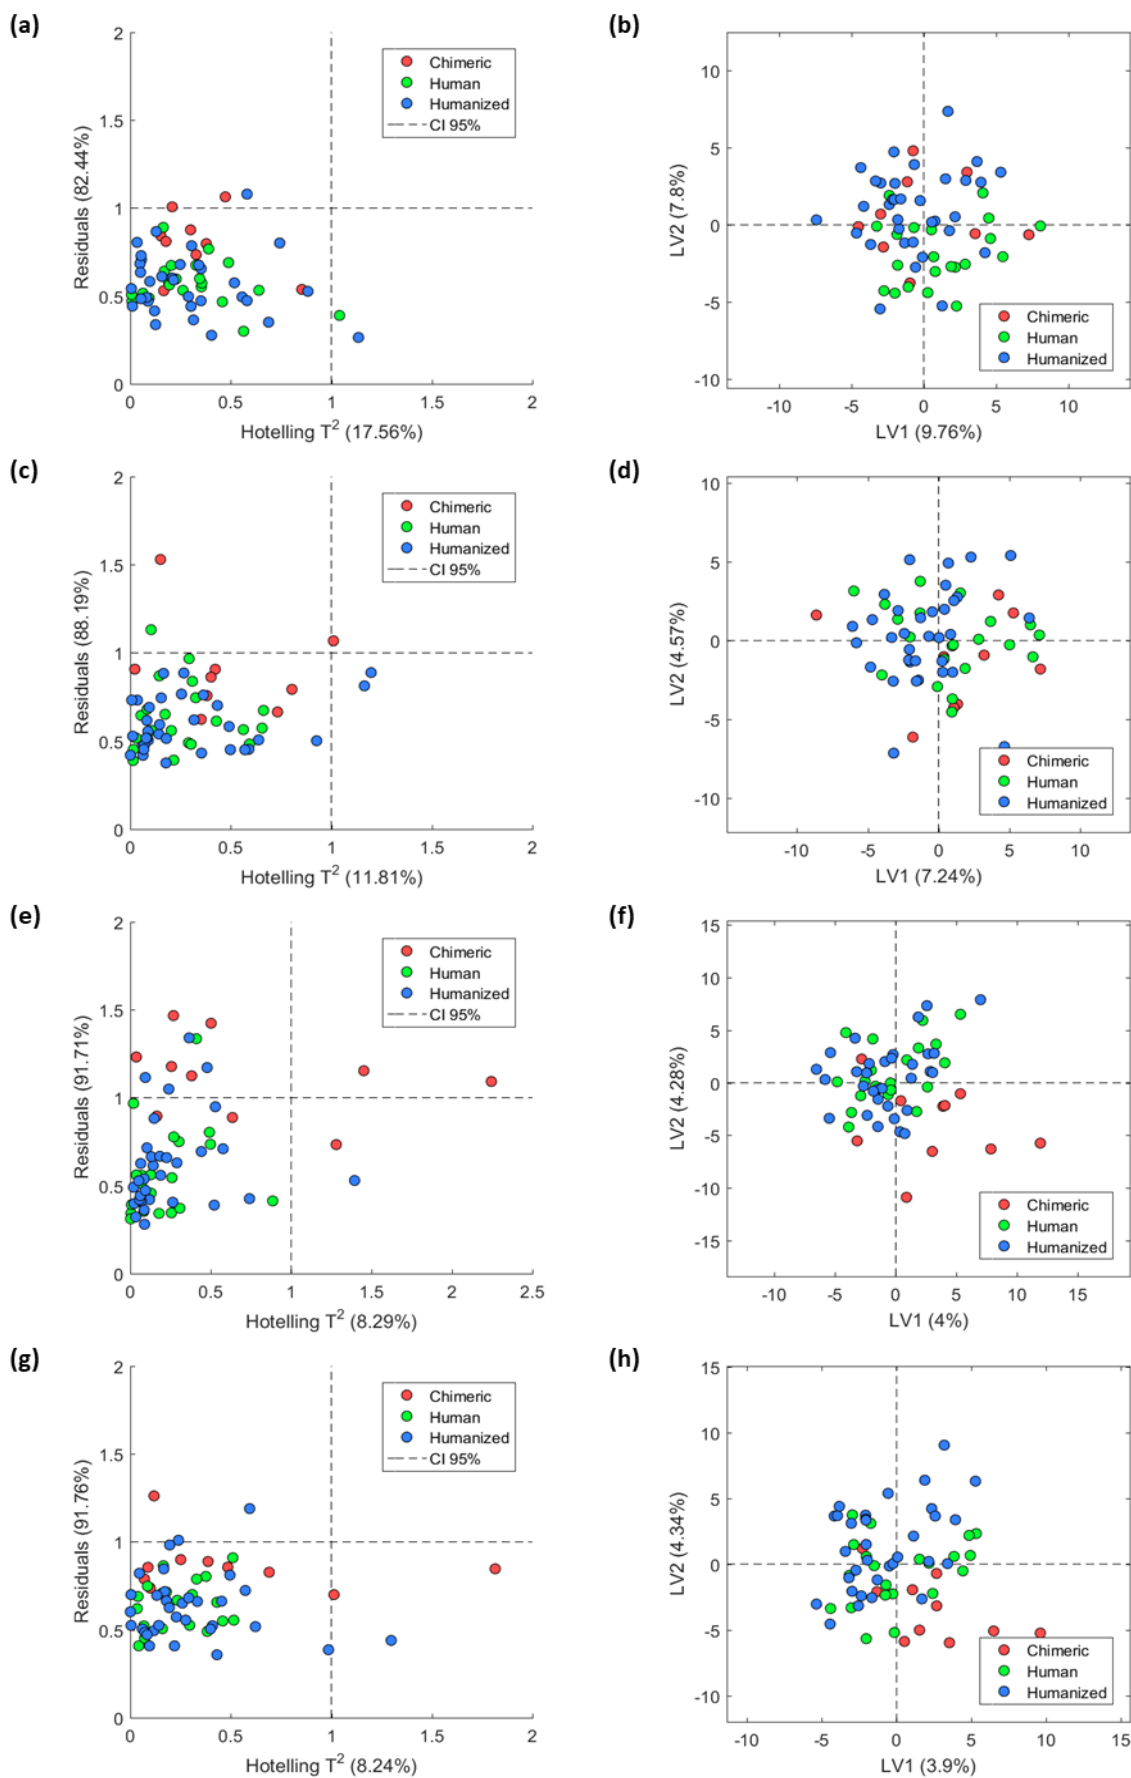 (a)
2
1.5
1
0.5
0
0
0.5
1
1.5
2
Residuals (82.44%)
Hotelling T² (17.56%)
Chimeric
Human
Humanized
CI 95%
(b)
10
5
0
-5
-10
-10
-5
0
5
10
LV2 (7.8%)
LV1 (9.76%)
Chimeric
Human
Humanized
(c)
2
1.5
1
0.5
0
0
0.5
1
1.5
2
Residuals (88.19%)
Hotelling T² (11.81%)
Chimeric
Human
Humanized
CI 95%
(d)
10
5
0
-5
-10
-10
-5
0
5
10
LV2 (4.57%)
LV1 (7.24%)
Chimeric
Human
Humanized
(e)
2
1.5
1
0.5
0
0
0.5
1
1.5
2
2.5
Residuals (91.71%)
Hotelling T² (8.29%)
Chimeric
Human
Humanized
CI 95%
(f)
15
10
5
0
-5
-10
-15
-10
-5
0
5
10
15
LV2 (4.28%)
LV1 (4%)
Chimeric
Human
Humanized
(g)
2
1.5
1
0.5
0
0
0.5
1
1.5
2
Residuals (91.76%)
Hotelling T² (8.24%)
Chimeric
Human
Humanized
CI 95%
(h)
15
10
5
0
-5
-10
-10
-5
0
5
10
15
LV2 (4.34%)
LV1 (3.9%)
Chimeric
Human
Humanized